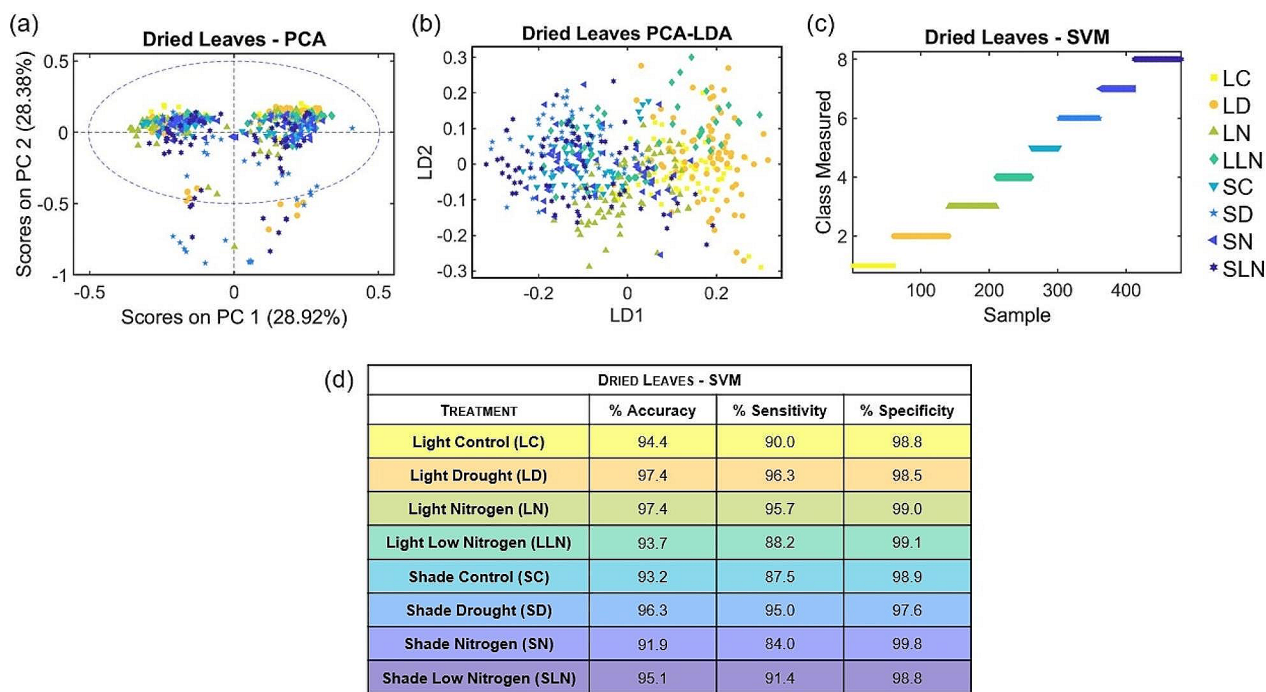 (a)
Dried Leaves - PCA
Scores on PC 2 (28.38%)
0.5
0
-0.5
-1
-0.5
0
0.5
Scores on PC 1 (28.92%)
(b)
Dried Leaves PCA-LDA
LD2
0.3
0.2
0.1
0
-0.1
-0.2
-0.3
-0.2
0
0.2
LD1
(c)
Dried Leaves - SVM
Class Measured
8
6
4
2
100
200
300
400
Sample
LC
LD
LN
LLN
SC
SD
SN
SLN
(d)
DRIED LEAVES - SVM
TREATMENT % Accuracy % Sensitivity % Specificity
Light Control (LC) 94.4 90.0 98.8
Light Drought (LD) 97.4 96.3 98.5
Light Nitrogen (LN) 97.4 95.7 99.0
Light Low Nitrogen (LLN) 93.7 88.2 99.1
Shade Control (SC) 93.2 87.5 98.9
Shade Drought (SD) 96.3 95.0 97.6
Shade Nitrogen (SN) 91.9 84.0 99.8
Shade Low Nitrogen (SLN) 95.1 91.4 98.8